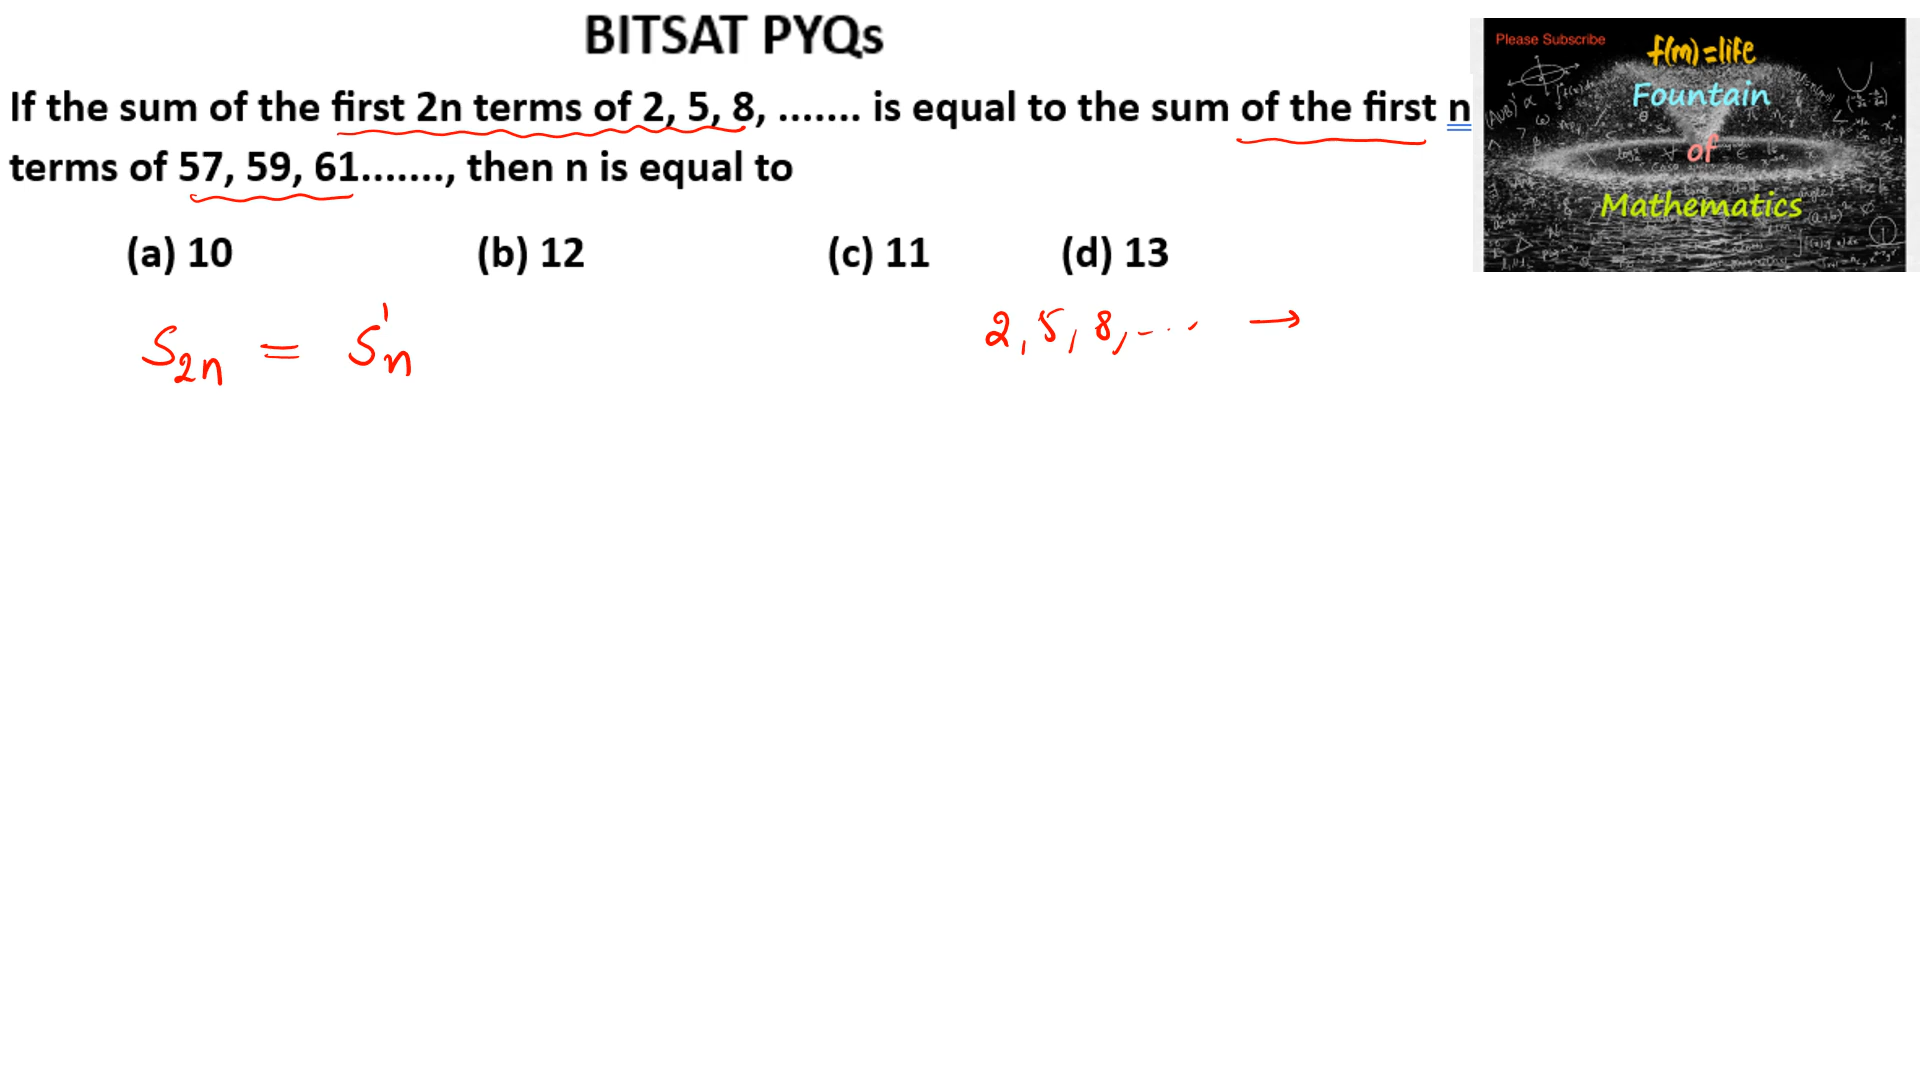 BITSAT PYQs
If the sum of the first 2n terms of 2, 5, 8, ....... is equal to the sum of the first n
terms of 57, 59, 61......., then n is equal to
(a) 10 (b) 12 (c) 11 (d) 13
S₂ₙ = S'ₙ
2, 5, 8, ... →
Please Subscribe
f(m)=life
Fountain
of
Mathematics